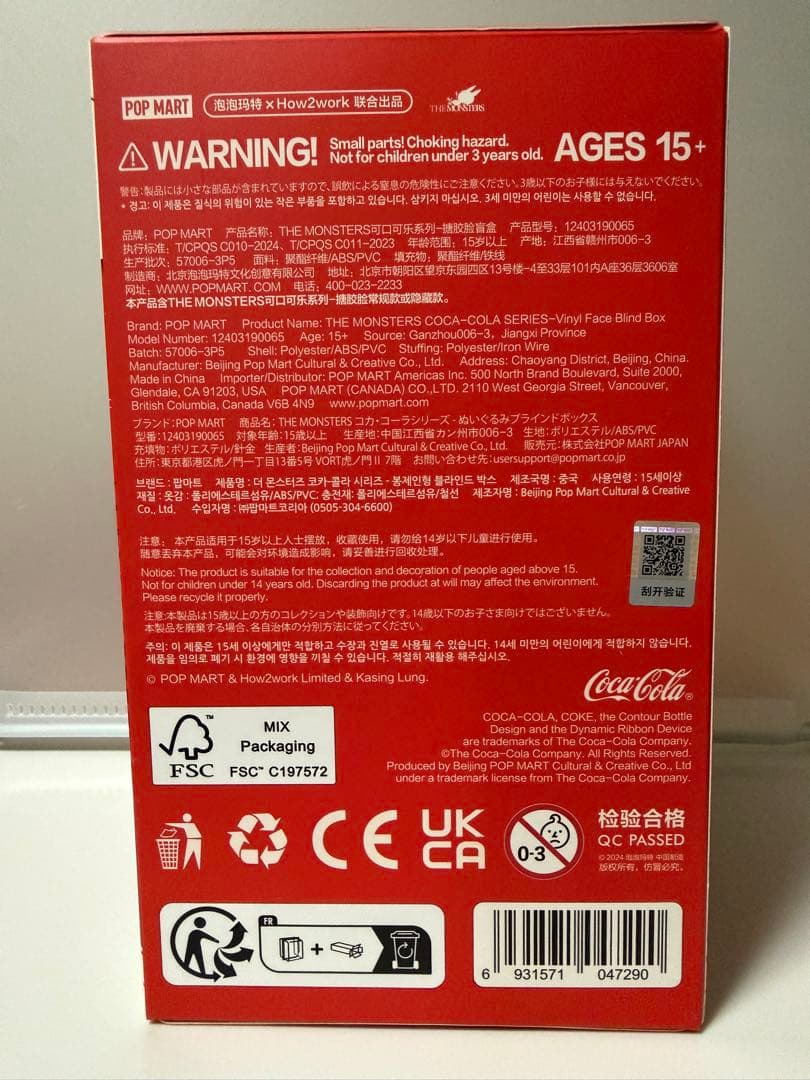 POP MART 泡泡玛特×How2work 联合出品 THE MONSTERS
WARNING! Small parts! Choking hazard. Not for children under 3 years old. AGES 15+
警告:製品には小さな部品が含まれていますので、誤飲による窒息の危険性にご注意ください。3歳以下のお子様には与えないでください。
* 경고: 이 제품은 질식의 위험이 있는 작은 부품을 포함하고 있습니다. 삼키지 마십시오. 3세 미만의 어린이는 사용할 수 없습니다.
品牌：POP MART 产品名称：THE MONSTERS可口可乐系列-搪胶脸盲盒 产品型号：12403190065
执行标准：T/CPQS C010-2024、T/CPQS C011-2023 年龄范围：15岁以上 产地：江西省赣州市006-3
生产批次：57006-3P5 面料：聚酯纤维/ABS/PVC 填充物：聚酯纤维/铁线
制造商：北京泡泡玛特文化创意有限公司 地址：北京市朝阳区望京东园四区13号楼-4至33层101内A座36层3606室
网址：WWW.POPMART.COM 电话：400-023-2233
本产品含THE MONSTERS可口可乐系列-搪胶脸常规款或隐藏款。
Brand: POP MART Product Name: THE MONSTERS COCA-COLA SERIES-Vinyl Face Blind Box
Model Number: 12403190065 Age: 15+ Source: Ganzhou006-3, Jiangxi Province
Batch: 57006-3P5 Shell: Polyester/ABS/PVC Stuffing: Polyester/Iron Wire
Manufacturer: Beijing Pop Mart Cultural & Creative Co., Ltd. Address: Chaoyang District, Beijing, China.
Made in China Importer/Distributor: POP MART Americas Inc. 500 North Brand Boulevard, Suite 2000,
Glendale, CA 91203, USA POP MART (CANADA) CO.,LTD. 2110 West Georgia Street, Vancouver,
British Columbia, Canada V6B 4N9 www.popmart.com
ブランド:POP MART 商品名: THE MONSTERS コカ・コーラシリーズ - ぬいぐるみブラインドボックス
型番:12403190065 対象年齢:15歳以上 生産地:中国江西省カン州市006-3 生地:ポリエステル/ABS/PVC
充填物:ポリエステル/針金 生産者:Beijing Pop Mart Cultural & Creative Co.,Ltd. 販売元:株式会社POP MART JAPAN
住所:東京都港区虎ノ門一丁目13番5号 VORT虎ノ門Ⅱ 7階 お問い合わせ先:usersupport@popmart.co.jp
브랜드 : 팝마트 제품명 : 더 몬스터즈 코카-콜라 시리즈 - 봉제인형 블라인드 박스 제조국명 : 중국 사용연령 : 15세이상
재질 : 옷감 : 폴리에스테르섬유/ABS/PVC; 충전재: 폴리에스테르섬유/철선 제조자명 : Beijing Pop Mart Cultural & Creative
Co., Ltd. 수입자명 : ㈜팝마트코리아 (0505-304-6600)
注意： 本产品适用于15岁以上人士摆放，收藏使用，请勿给14岁以下儿童进行使用。
随意丢弃本产品，可能会对环境造成影响，请妥善进行回收处理。
刮开验证
Notice: The product is suitable for the collection and decoration of people aged above 15.
Not for children under 14 years old. Discarding the product at will may affect the environment.
Please recycle it properly.
注意:本製品は15歳以上の方のコレクションや装飾向けです。14歳以下のお子さま向けではございません。
本製品を廃棄する場合、各自治体の分別方法に従ってください。
주의: 이 제품은 15세 이상에게만 적합하고 수장과 진열로 사용될 수 있습니다. 14세 미만의 어린이에게 적합하지 않습니다.
제품을 임의로 폐기 시 환경에 영향을 끼칠 수 있습니다. 적절히 재활용 해주십시오.
© POP MART & How2work Limited & Kasing Lung.
Coca-Cola®
COCA-COLA, COKE, the Contour Bottle
Design and the Dynamic Ribbon Device
are trademarks of The Coca-Cola Company.
©The Coca-Cola Company. All Rights Reserved.
Produced by Beijing POP MART Cultural & Creative Co., Ltd
under a trademark license from The Coca-Cola Company.
FSC™
MIX
Packaging
FSC™ C197572
CE UK CA 0-3
检验合格
QC PASSED
© 2024 泡泡玛特 中国制造
版权所有，仿冒必究。
FR +
6 931571 047290